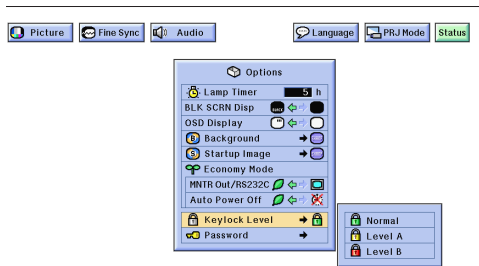 Picture Fine Sync Audio Language PRJ Mode Status
Options
Lamp Timer 5 h
BLK SCRN Disp
OSD Display
Background
Startup Image
Economy Mode
MNTR Out/RS232C
Auto Power Off
Keylock Level
Password
Normal
Level A
Level B